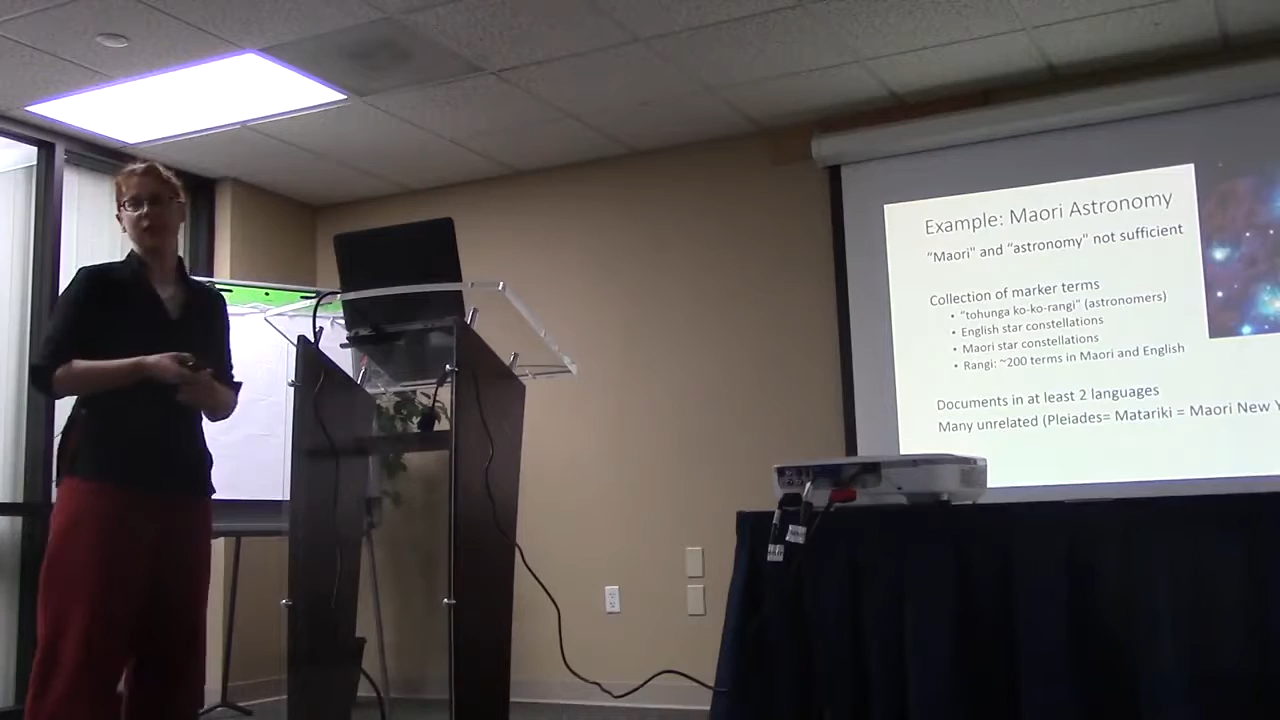 Example: Maori Astronomy
"Maori" and "astronomy" not sufficient
Collection of marker terms
• "tohunga ko-ko-rangi" (astronomers)
• English star constellations
• Maori star constellations
• Rangi: ~200 terms in Maori and English
Documents in at least 2 languages
Many unrelated (Pleiades= Matariki = Maori New Y